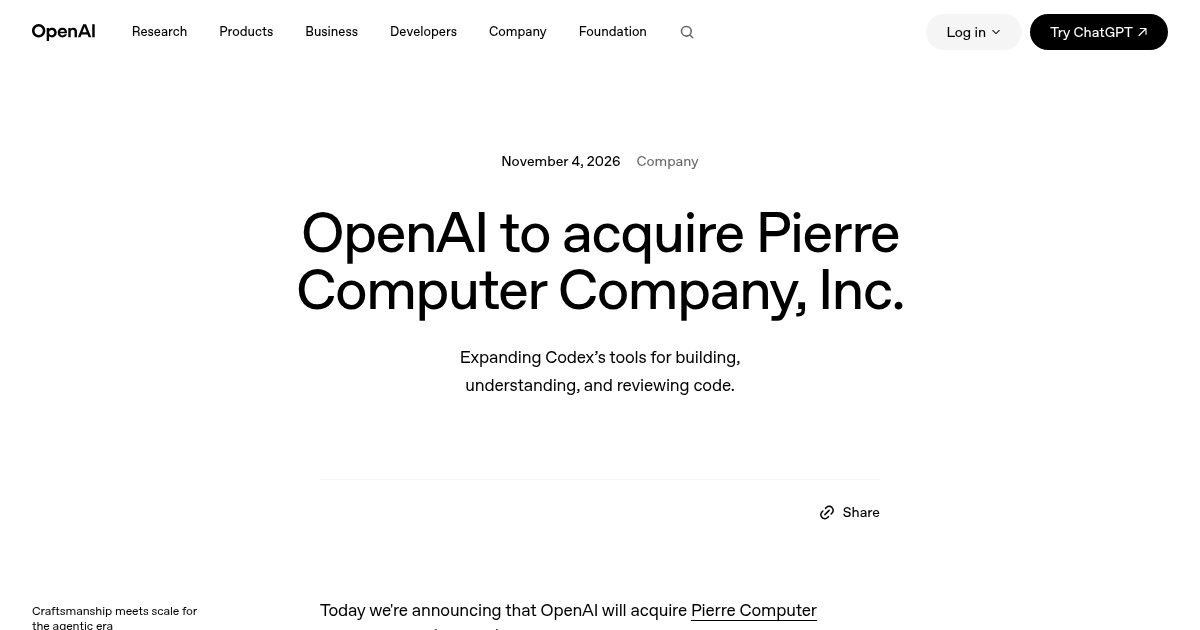 OpenAI
Research
Products
Business
Developers
Company
Foundation
Log in
Try ChatGPT
November 4, 2026
Company
OpenAI to acquire Pierre
Computer Company, Inc.
Expanding Codex’s tools for building,
understanding, and reviewing code.
Share
Craftsmanship meets scale for
the agentic era
Today we're announcing that OpenAI will acquire Pierre Computer